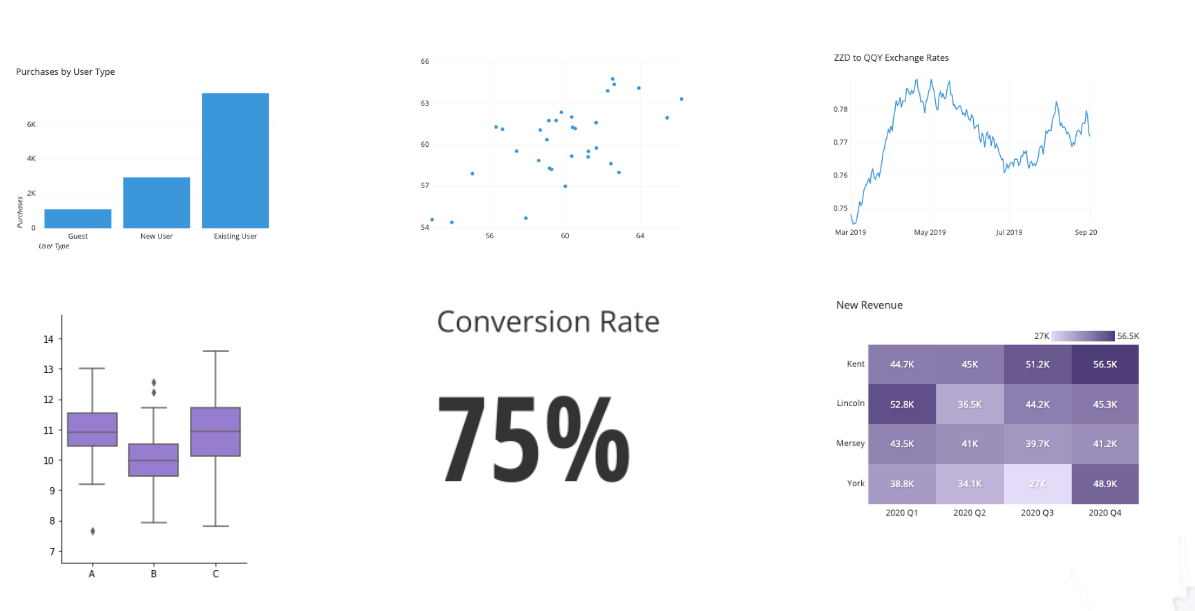 Purchases by User Type
6K
4K
2K
0
Purchases
Guest New User Existing User
User Type
66
63
60
57
54
56 60 64
ZZD to QQY Exchange Rates
0.78
0.77
0.76
0.75
Mar 2019 May 2019 Jul 2019 Sep 20
14
13
12
11
10
9
8
7
A B C
Conversion Rate
75%
New Revenue
27K 56.5K
Kent 44.7K 45K 51.2K 56.5K
Lincoln 52.8K 36.5K 44.2K 45.3K
Mersey 43.5K 41K 39.7K 41.2K
York 38.8K 34.1K 27K 48.9K
2020 Q1 2020 Q2 2020 Q3 2020 Q4